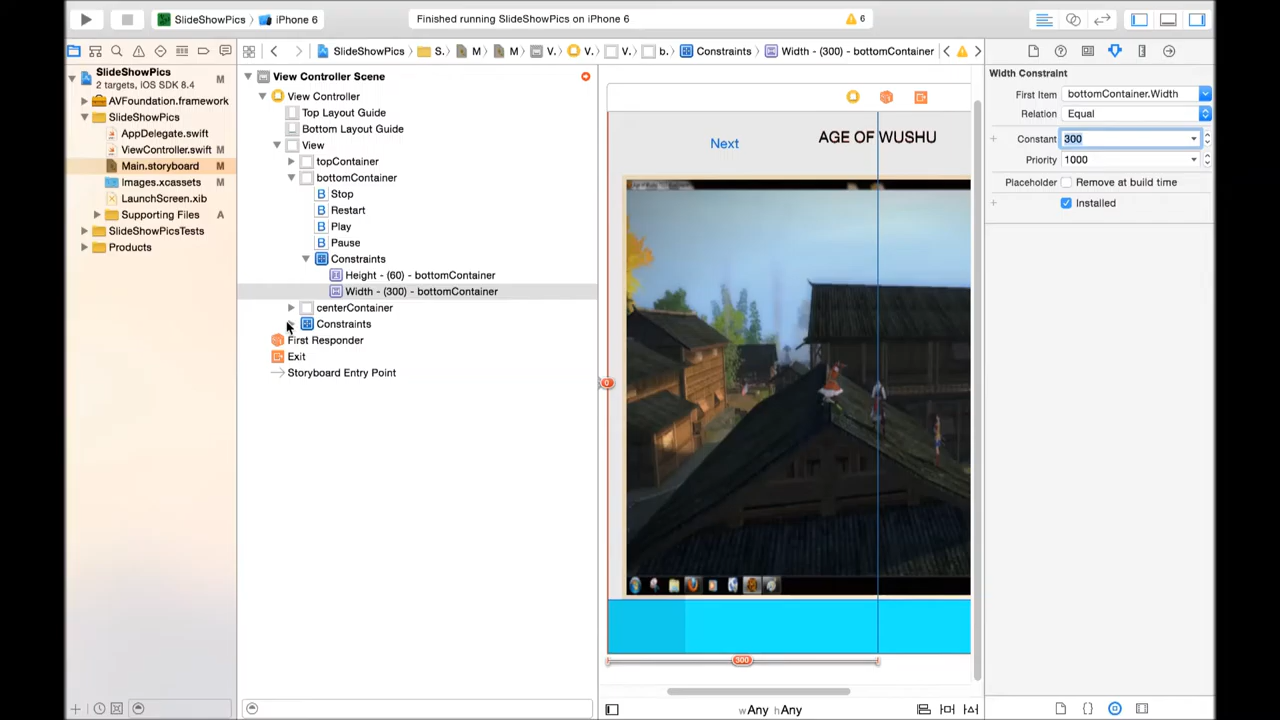 SlideShowPics
iPhone 6
Finished running SlideShowPics on iPhone 6
6
SlideShowPics
S.
M
M
V.
V.
V.
b.
Constraints
Width - (300) - bottomContainer
SlideShowPics
2 targets, iOS SDK 8.4
M
AVFoundation.framework
SlideShowPics
AppDelegate.swift
ViewController.swift
M
Main.storyboard
M
Images.xcassets
M
LaunchScreen.xib
Supporting Files
A
SlideShowPicsTests
Products
View Controller Scene
View Controller
Top Layout Guide
Bottom Layout Guide
View
topContainer
bottomContainer
B Stop
B Restart
B Play
B Pause
Constraints
Height - (60) - bottomContainer
Width - (300) - bottomContainer
centerContainer
Constraints
First Responder
Exit
Storyboard Entry Point
Next
AGE OF WUSHU
0
300
wAny hAny
Width Constraint
First Item bottomContainer.Width
Relation Equal
Constant 300
Priority 1000
Placeholder Remove at build time
Installed